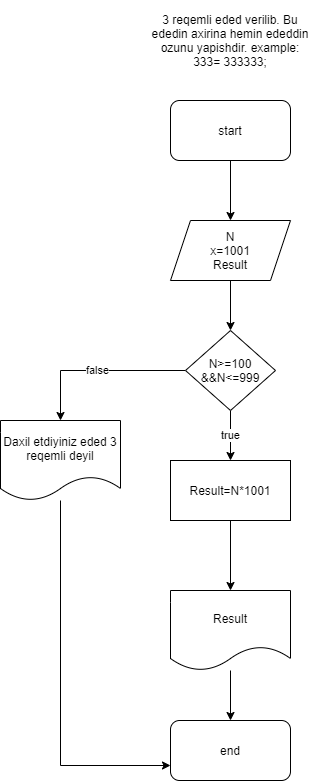 3 reqemli eded verilib. Bu
ededin axirina hemin ededdin
ozunu yapishdir. example:
333= 333333;
start
N
x=1001
Result
N>=100
&&N<=999
false
true
Daxil etdiyiniz eded 3
reqemli deyil
Result=N*1001
Result
end